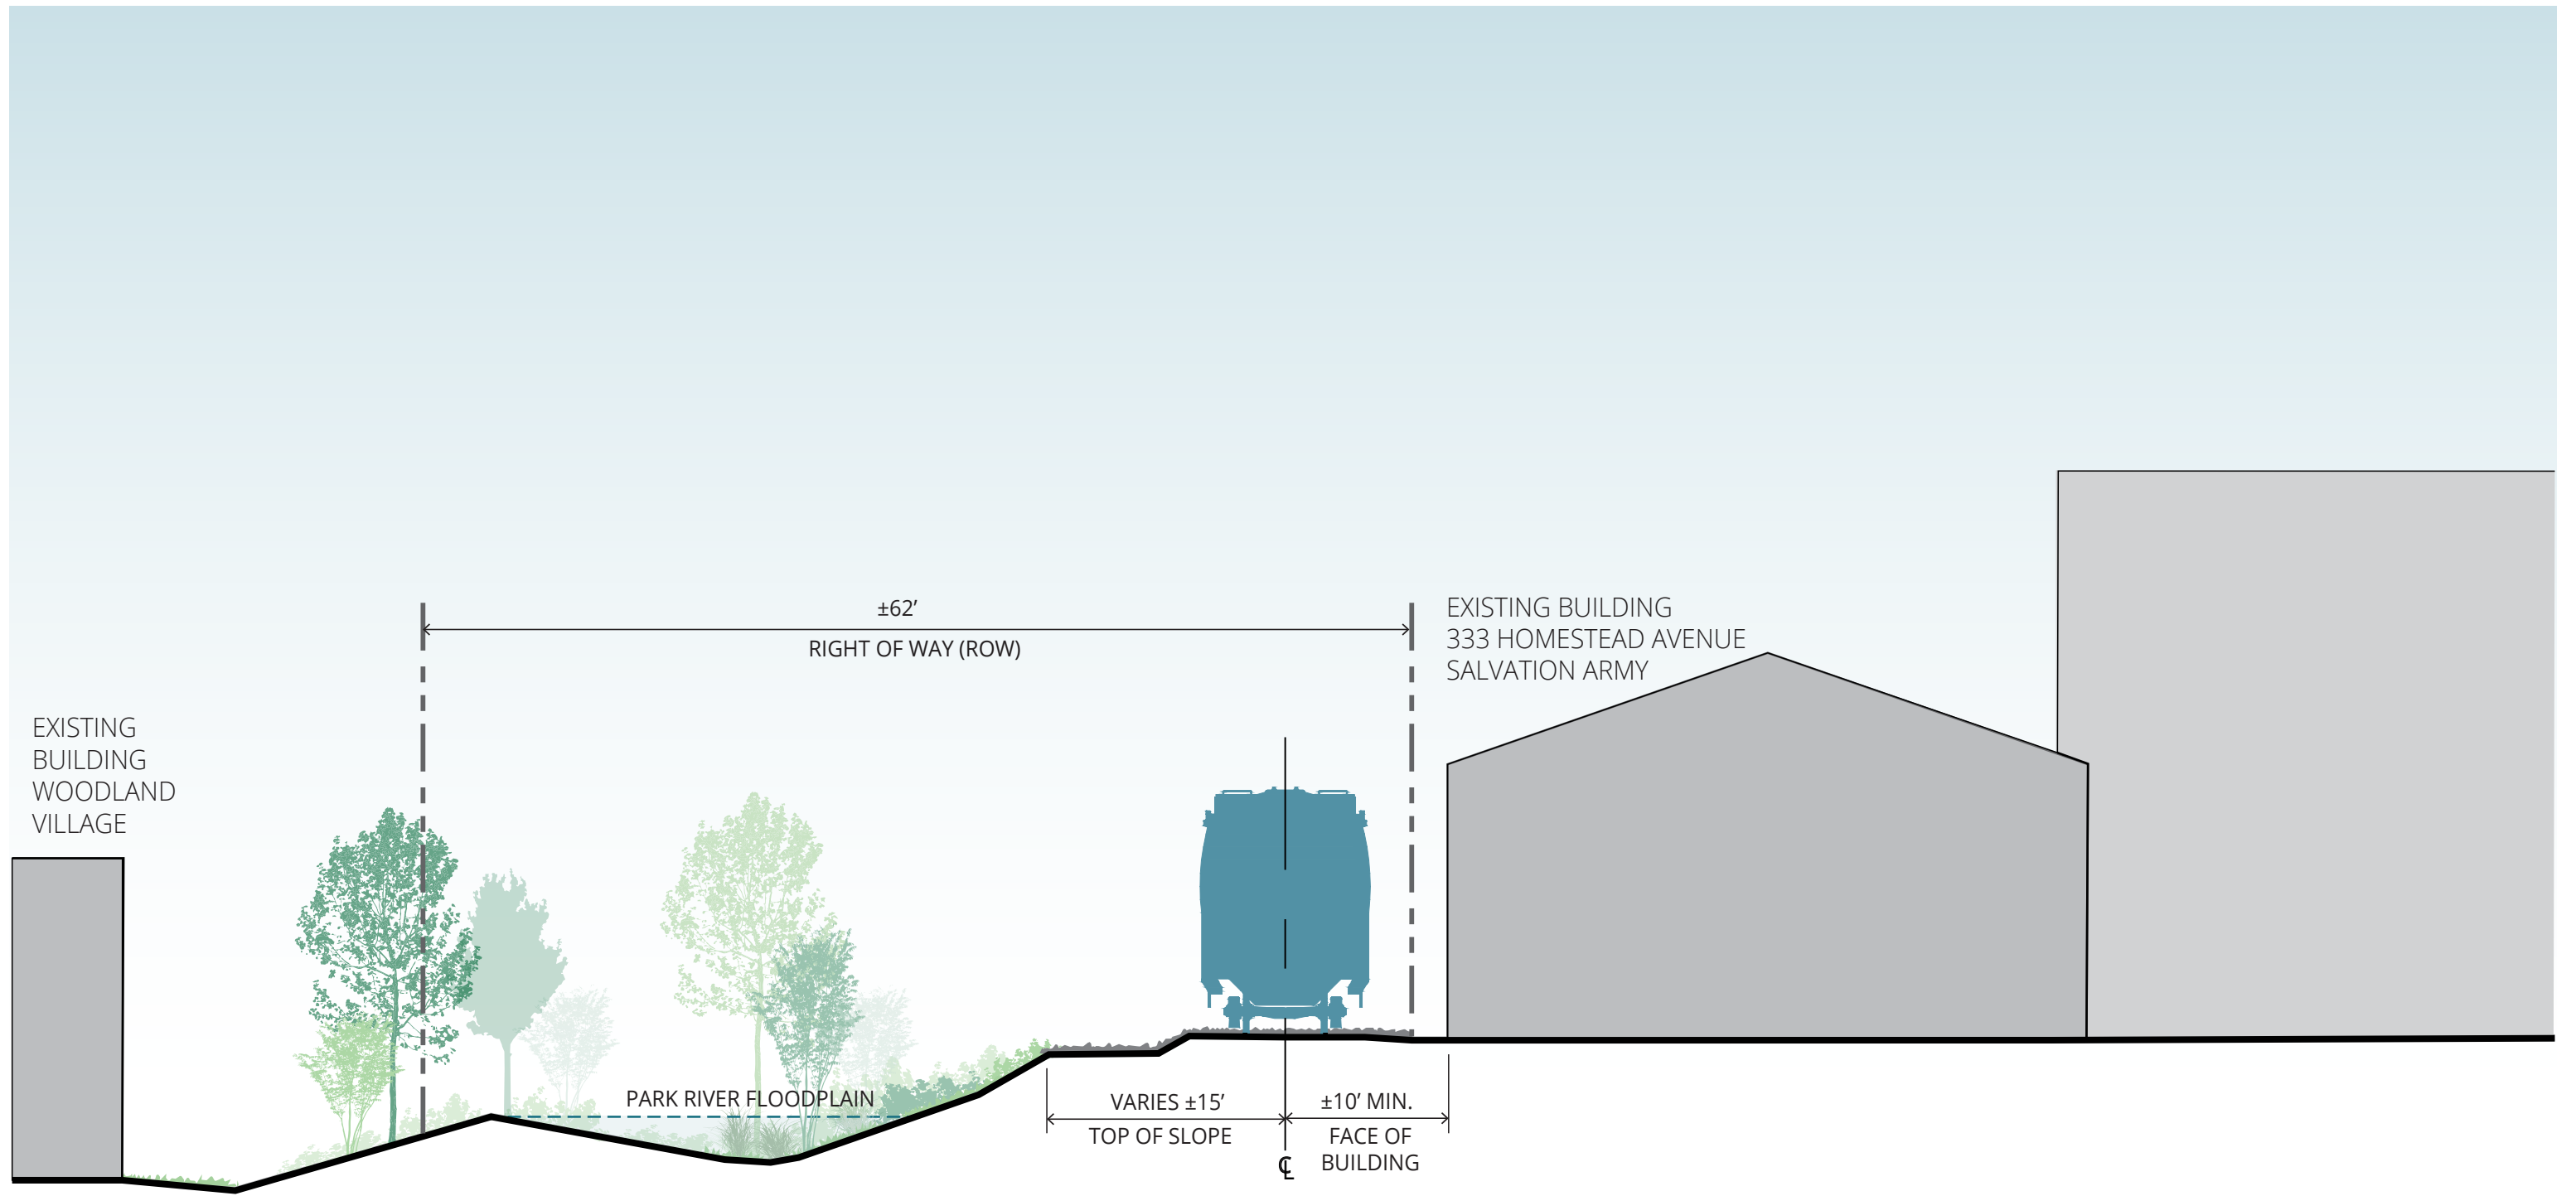 ±62’
RIGHT OF WAY (ROW)
EXISTING BUILDING
333 HOMESTEAD AVENUE
SALVATION ARMY
EXISTING
BUILDING
WOODLAND
VILLAGE
PARK RIVER FLOODPLAIN
VARIES ±15’
TOP OF SLOPE
±10’ MIN.
FACE OF
BUILDING
℄